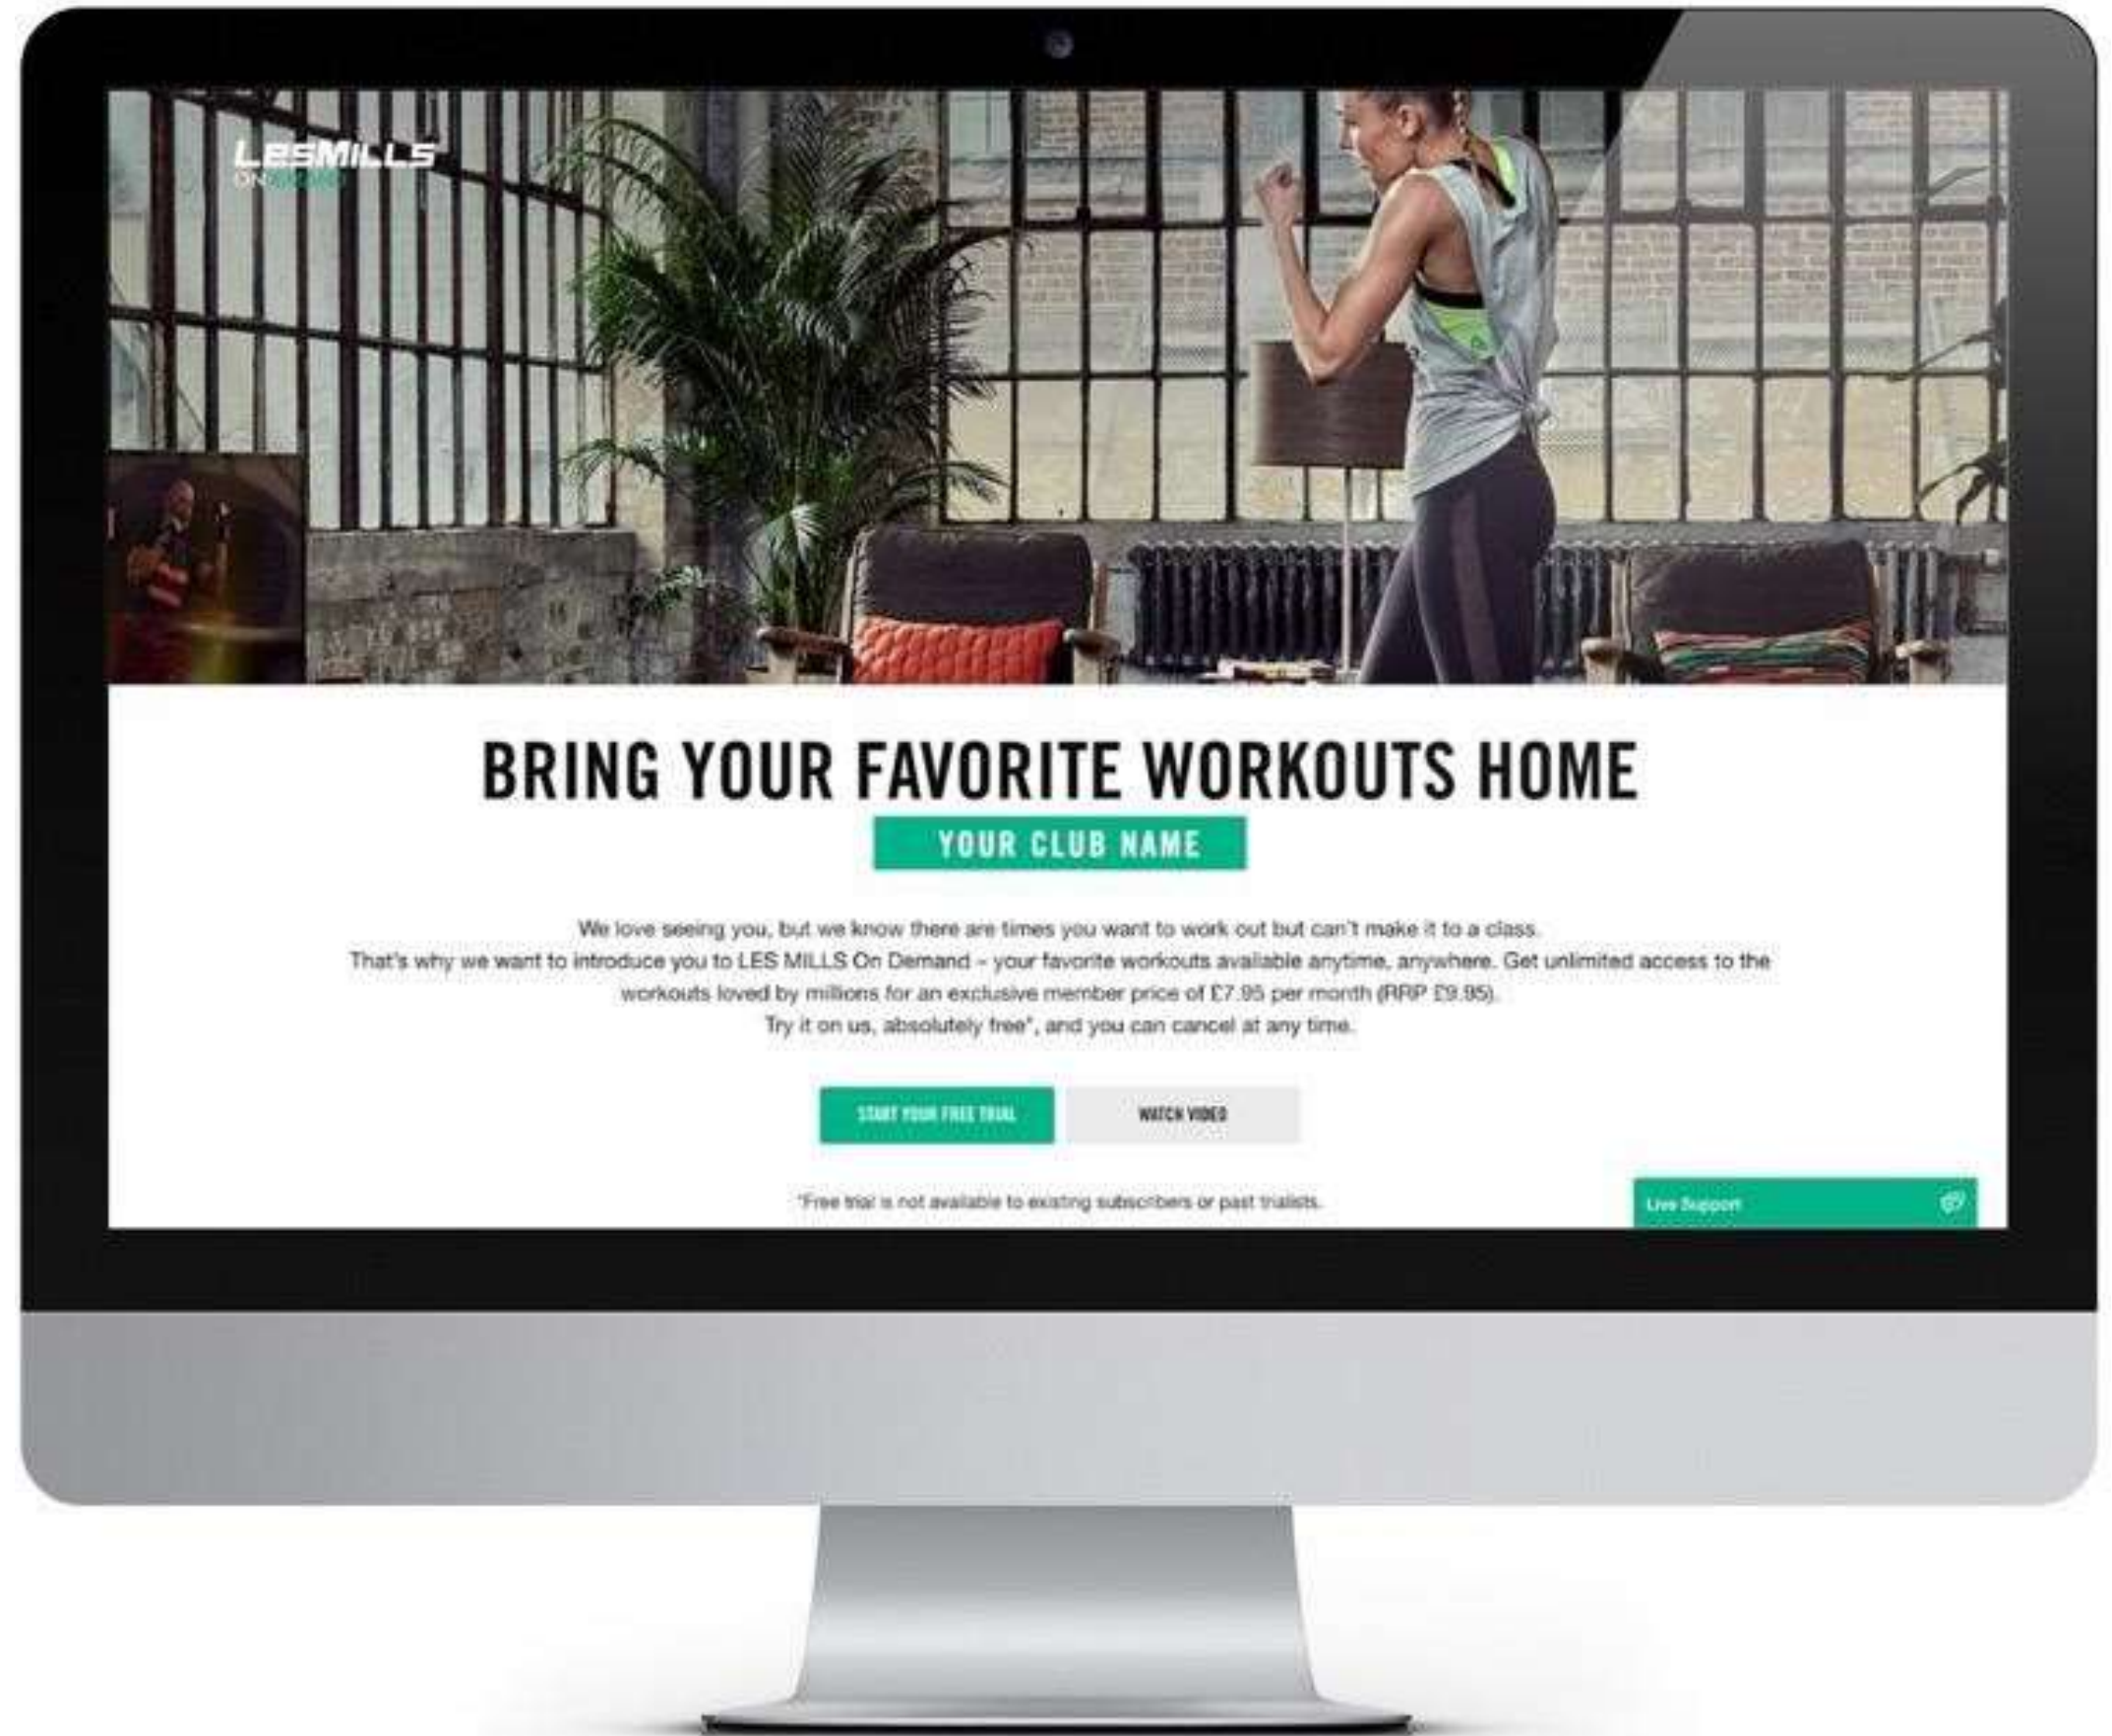 LESMILLS
ON DEMAND
BRING YOUR FAVORITE WORKOUTS HOME
YOUR CLUB NAME
We love seeing you, but we know there are times you want to work out but can't make it to a class.
That's why we want to introduce you to LES MILLS On Demand – your favorite workouts available anytime, anywhere. Get unlimited access to the
workouts loved by millions for an exclusive member price of £7.95 per month (RRP £9.95).
Try it on us, absolutely free*, and you can cancel at any time.
START YOUR FREE TRIAL
WATCH VIDEO
*Free trial is not available to existing subscribers or past trialists.
Live Support